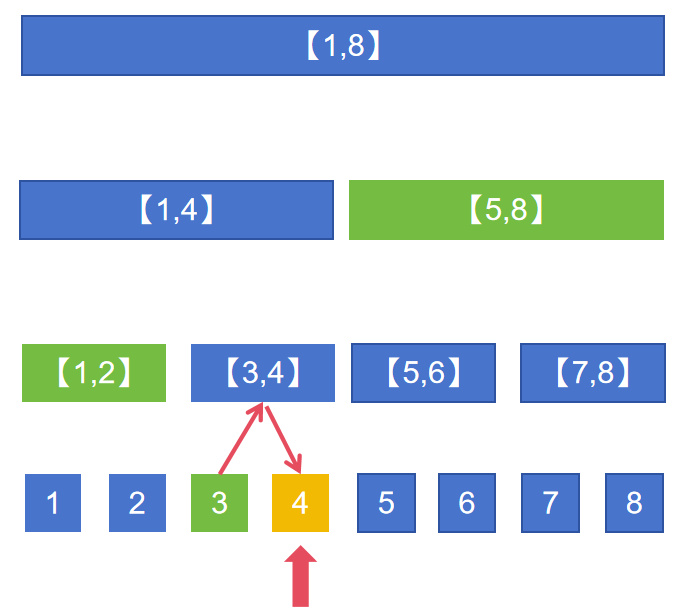 【1,8】
【1,4】 【5,8】
【1,2】 【3,4】 【5,6】 【7,8】
1 2 3 4 5 6 7 8